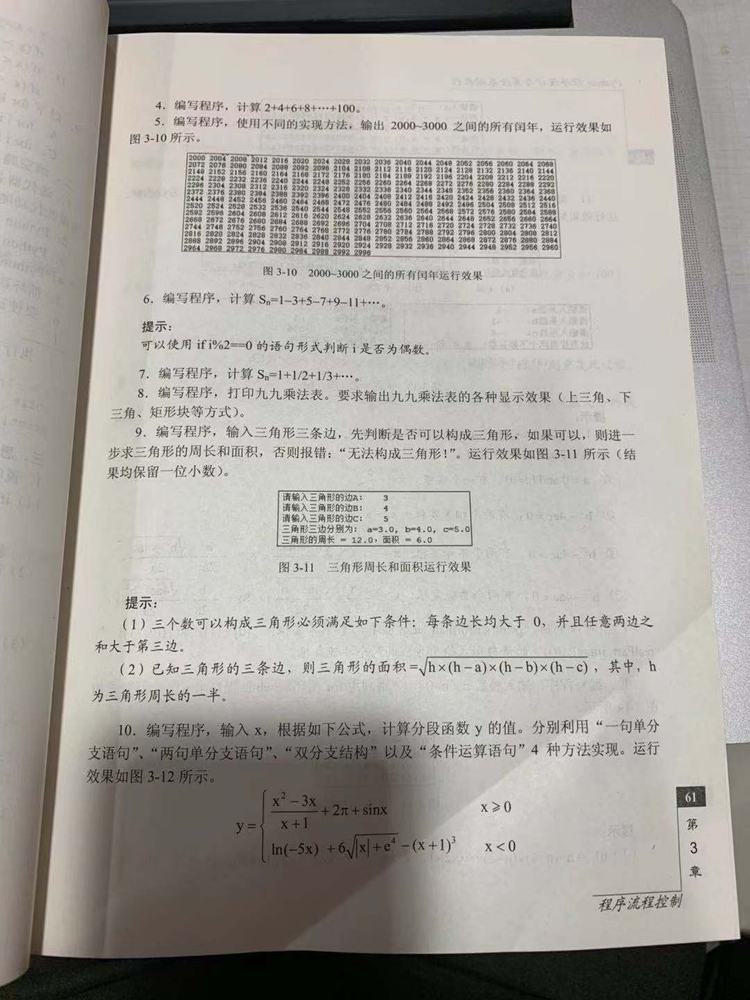 4．编写程序，计算 2+4+6+8+…+100。
5．编写程序，使用不同的实现方法，输出 2000~3000 之间的所有闰年，运行效果如
图 3-10 所示。
2000 2004 2008 2012 2016 2020 2024 2028 2032 2036 2040 2044 2048 2052 2056 2060 2064 2068
2072 2076 2080 2084 2088 2092 2096 2104 2108 2112 2116 2120 2124 2128 2132 2136 2140 2144
2148 2152 2156 2160 2164 2168 2172 2176 2180 2184 2188 2192 2196 2204 2208 2212 2216 2220
2224 2228 2232 2236 2240 2244 2248 2252 2256 2260 2264 2268 2272 2276 2280 2284 2288 2292
2296 2304 2308 2312 2316 2320 2324 2328 2332 2336 2340 2344 2348 2352 2356 2360 2364 2368
2372 2376 2380 2384 2388 2392 2396 2400 2404 2408 2412 2416 2420 2424 2428 2432 2436 2440
2444 2448 2452 2456 2460 2464 2468 2472 2476 2480 2484 2488 2492 2496 2504 2508 2512 2516
2520 2524 2528 2532 2536 2540 2544 2548 2552 2556 2560 2564 2568 2572 2576 2580 2584 2588
2592 2596 2604 2608 2612 2616 2620 2624 2628 2632 2636 2640 2644 2648 2652 2656 2660 2664
2668 2672 2676 2680 2684 2688 2692 2696 2704 2708 2712 2716 2720 2724 2728 2732 2736 2740
2744 2748 2752 2756 2760 2764 2768 2772 2776 2780 2784 2788 2792 2796 2800 2804 2808 2812
2816 2820 2824 2828 2832 2836 2840 2844 2848 2852 2856 2860 2864 2868 2872 2876 2880 2884
2888 2892 2896 2904 2908 2912 2916 2920 2924 2928 2932 2936 2940 2944 2948 2952 2956 2960
2964 2968 2972 2976 2980 2984 2988 2992 2996
图 3-10 2000~3000 之间的所有闰年运行效果
6．编写程序，计算 Sn=1−3+5−7+9−11+…。
提示：
可以使用 if i%2==0 的语句形式判断 i 是否为偶数。
7．编写程序，计算 Sn=1+1/2+1/3+…。
8．编写程序，打印九九乘法表。要求输出九九乘法表的各种显示效果（上三角、下
三角、矩形块等方式）。
9．编写程序，输入三角形三条边，先判断是否可以构成三角形，如果可以，则进一
步求三角形的周长和面积，否则报错：“无法构成三角形！”。运行效果如图 3-11 所示（结
果均保留一位小数）。
请输入三角形的边A： 3
请输入三角形的边B： 4
请输入三角形的边C： 5
三角形三边分别为： a=3.0, b=4.0, c=5.0
三角形的周长 = 12.0，面积 = 6.0
图 3-11 三角形周长和面积运行效果
提示：
（1）三个数可以构成三角形必须满足如下条件：每条边长均大于 0，并且任意两边之
和大于第三边。
（2）已知三角形的三条边，则三角形的面积=√h×(h−a)×(h−b)×(h−c)，其中，h
为三角形周长的一半。
10．编写程序，输入 x，根据如下公式，计算分段函数 y 的值。分别利用“一句单分
支语句”、“两句单分支语句”、“双分支结构”以及“条件运算语句”4 种方法实现。运行
效果如图 3-12 所示。
y={ (x²−3x)/(x+1)+2π+sinx x⩾0
ln(−5x) +6√|x|+e⁴−(x+1)³ x<0
61
第
3
章
程序流程控制